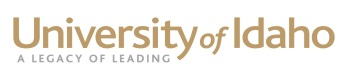 University of Idaho
A LEGACY OF LEADING